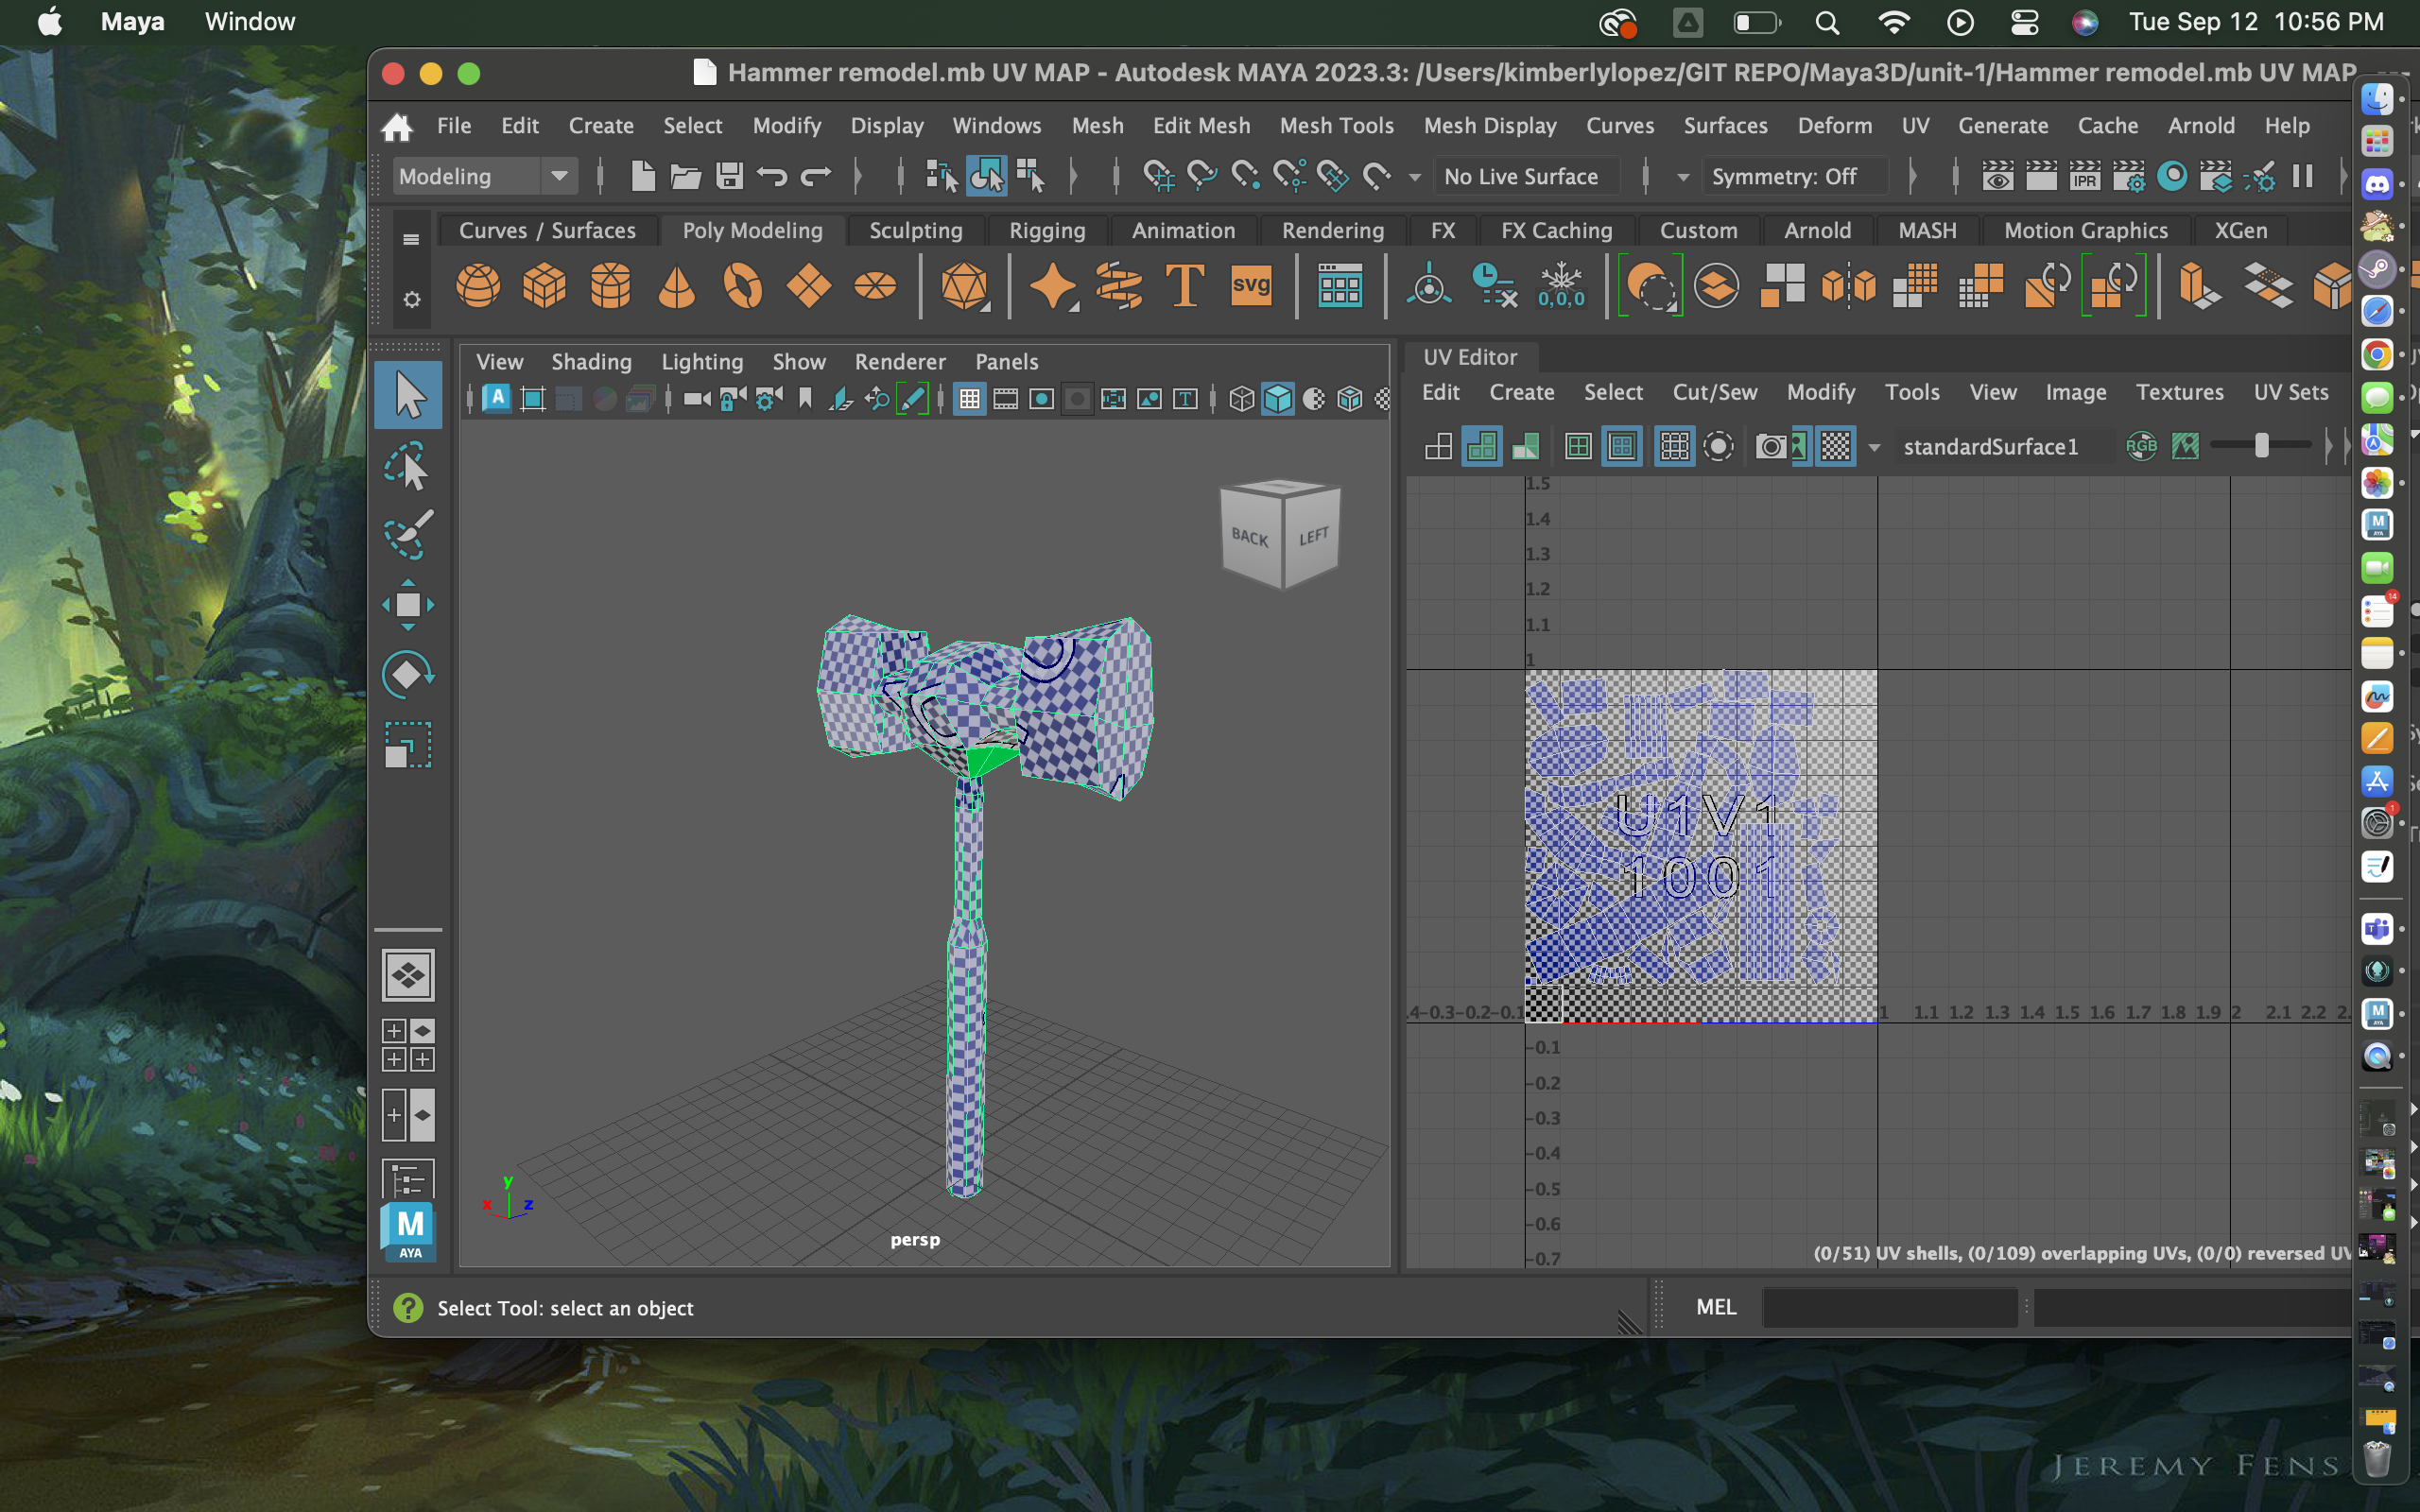 Maya Window Tue Sep 12 10:56 PM
Hammer remodel.mb UV MAP - Autodesk MAYA 2023.3: /Users/kimberlylopez/GIT REPO/Maya3D/unit-1/Hammer remodel.mb UV MAP
File Edit Create Select Modify Display Windows Mesh Edit Mesh Mesh Tools Mesh Display Curves Surfaces Deform UV Generate Cache Arnold Help
Modeling No Live Surface Symmetry: Off IPR
Curves / Surfaces Poly Modeling Sculpting Rigging Animation Rendering FX FX Caching Custom Arnold MASH Motion Graphics XGen
T svg 0,0,0
View Shading Lighting Show Renderer Panels
UV Editor
Edit Create Select Cut/Sew Modify Tools View Image Textures UV Sets
A T
standardSurface1 RGB
BACK LEFT
1.5
1.4
1.3
1.2
1.1
1
U1V1
1001
-0.3 -0.2 -0.1 1 1.1 1.2 1.3 1.4 1.5 1.6 1.7 1.8 1.9 2 2.1 2.2
-0.1
-0.2
-0.3
-0.4
-0.5
-0.6
-0.7
y
x z
persp
(0/51) UV shells, (0/109) overlapping UVs, (0/0) reversed UV
M
AYA
Select Tool: select an object
MEL
14
1
JEREMY FENS